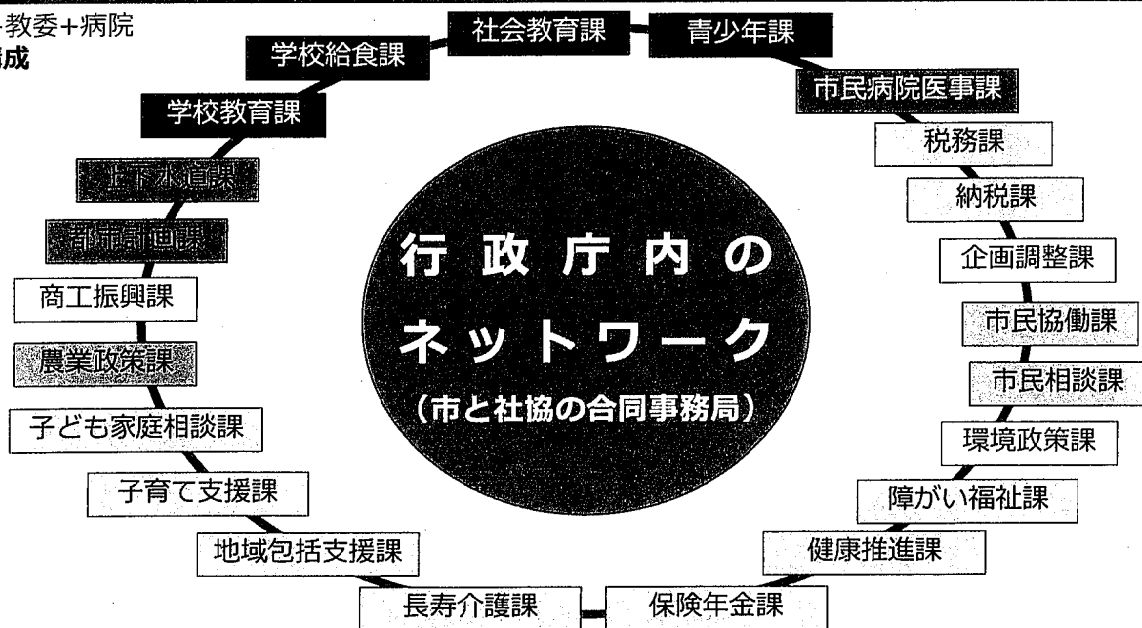 教委+病院
成
社会教育課
青少年課
学校給食課
市民病院医事課
学校教育課
税務課
上下水道課
納税課
都市計画課
行政庁内の
企画調整課
商工振興課
ネットワーク
市民協働課
農業政策課
市民相談課
(市と社協の合同事務局)
子ども家庭相談課
環境政策課
子育て支援課
障がい福祉課
地域包括支援課
健康推進課
長寿介護課
保険年金課